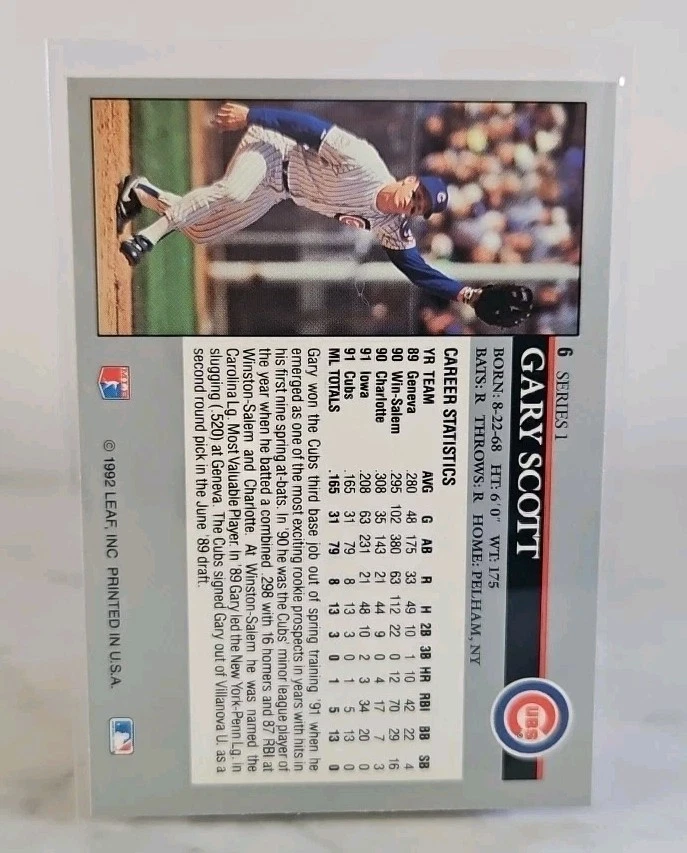 6 SERIES 1
GARY SCOTT
BORN: 8-22-68 HT: 6'0" WT: 175
BATS: R THROWS: R HOME: PELHAM, NY
CUBS
CAREER STATISTICS
YR TEAM AVG G AB R H 2B 3B HR RBI BB SB
89 Geneva .280 48 175 33 49 10 1 10 42 22 4
90 Win-Salem .295 102 380 63 112 22 0 12 70 29 16
90 Charlotte .308 35 143 21 44 9 0 4 17 7 3
91 Iowa .208 63 231 21 48 10 2 3 34 20 0
91 Cubs .165 31 79 8 13 3 0 1 5 13 0
ML TOTALS .165 31 79 8 13 3 0 1 5 13 0
Gary won the Cubs third base job out of spring training '91 when he
emerged as one of the most exciting rookie prospects in years with hits in
his first nine spring at-bats. In '90 he was the Cubs' minor league player of
the year when he batted a combined .298 with 16 homers and 87 RBI at
Winston-Salem and Charlotte. At Winston-Salem he was named the
Carolina Lg. Most Valuable Player. In '89 Gary led the New York-Penn Lg. in
slugging (.520) at Geneva. The Cubs signed Gary out of Villanova U. as a
second round pick in the June '89 draft.
© 1992 LEAF, INC. PRINTED IN U.S.A.